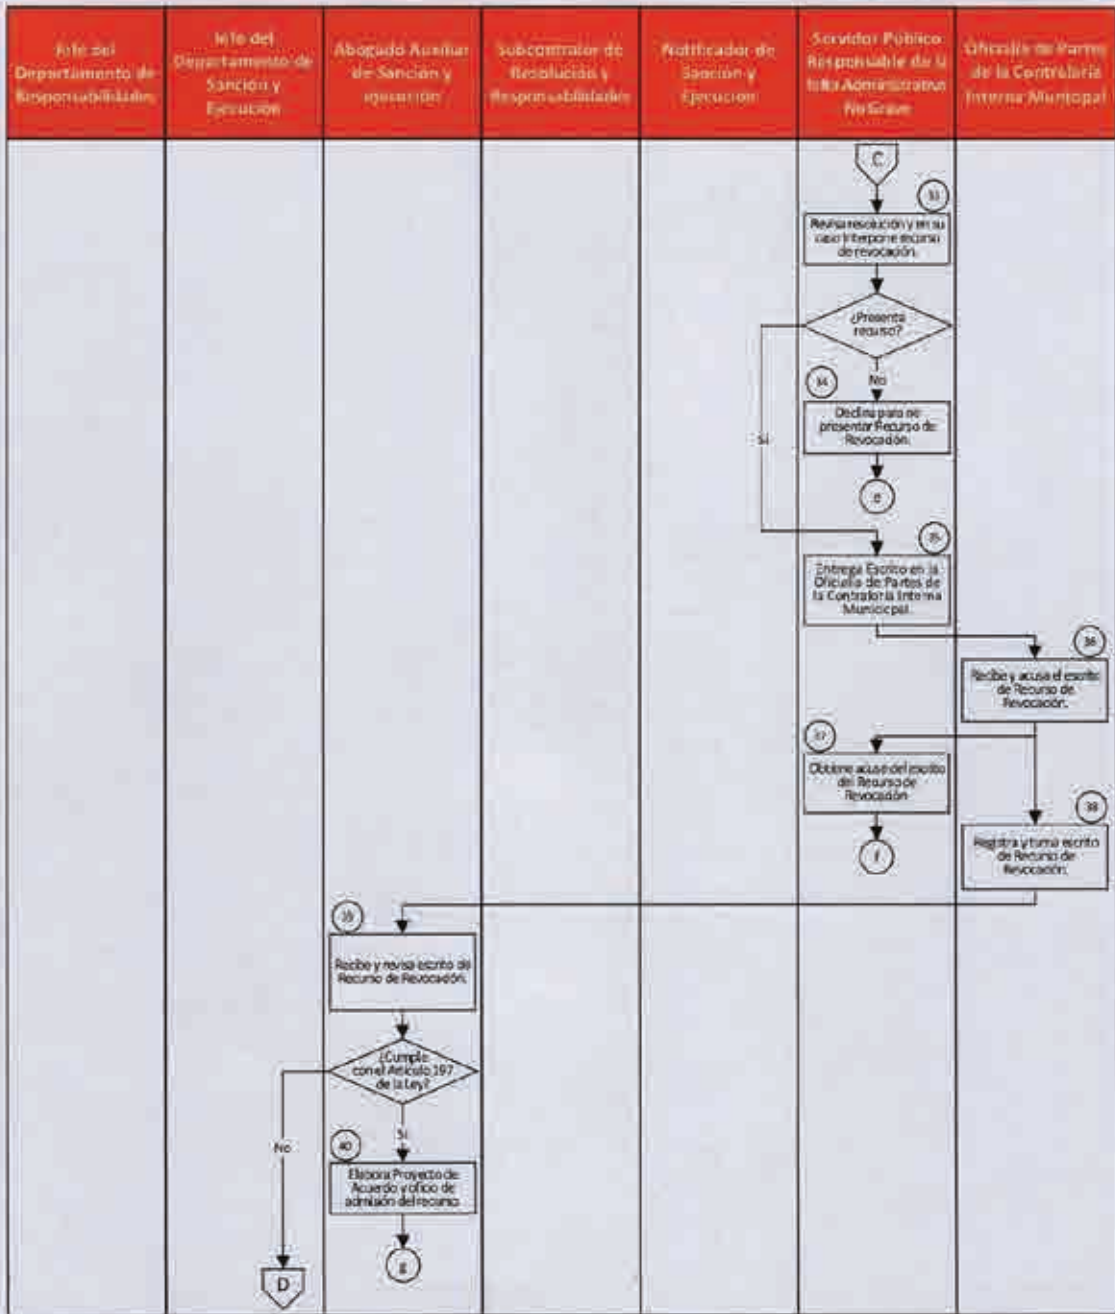 Jefe del
Departamento de
Responsabilidades
Jefe del
Departamento de
Sanción y
Ejecución
Abogado Auxiliar
de Sanción y
ejecución
Subcontralor de
Resolución y
Responsabilidades
Notificador de
Sanción y
Ejecución
Servidor Público
Responsable de la
falta Administrativa
No Grave
Oficialía de Partes
de la Contraloría
Interna Municipal
C
33
Revisa resolución y en su
caso interpone recurso
de revocación.
¿Presenta
recurso?
No
Sí
34
Declina para no
presentar Recurso de
Revocación.
e
35
Entrega Escrito en la
Oficialía de Partes de
la Contraloría Interna
Municicpal.
36
Recibe y acusa el escrito
de Recurso de
Revocación.
37
Obtiene acuse del escrito
del Recurso de
Revocación
f
38
Registra y turna escrito
de Recurso de
Revocación.
39
Recibe y revisa escrito de
Recurso de Revocación.
¿Cumple
con el Artículo 197
de la Ley?
No
Sí
40
Elabora Proyecto de
Acuerdo y oficio de
admisión del recurso
g
D